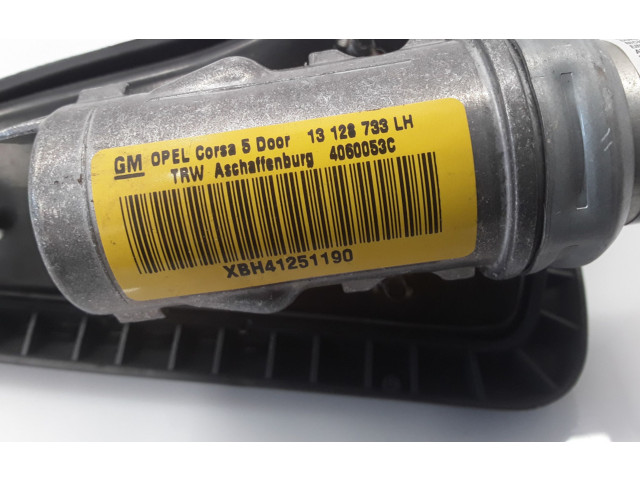 GM OPEL Corsa 5 Door 13 128 733 LH
TRW Aschaffenburg 4060053C
XBH41251190